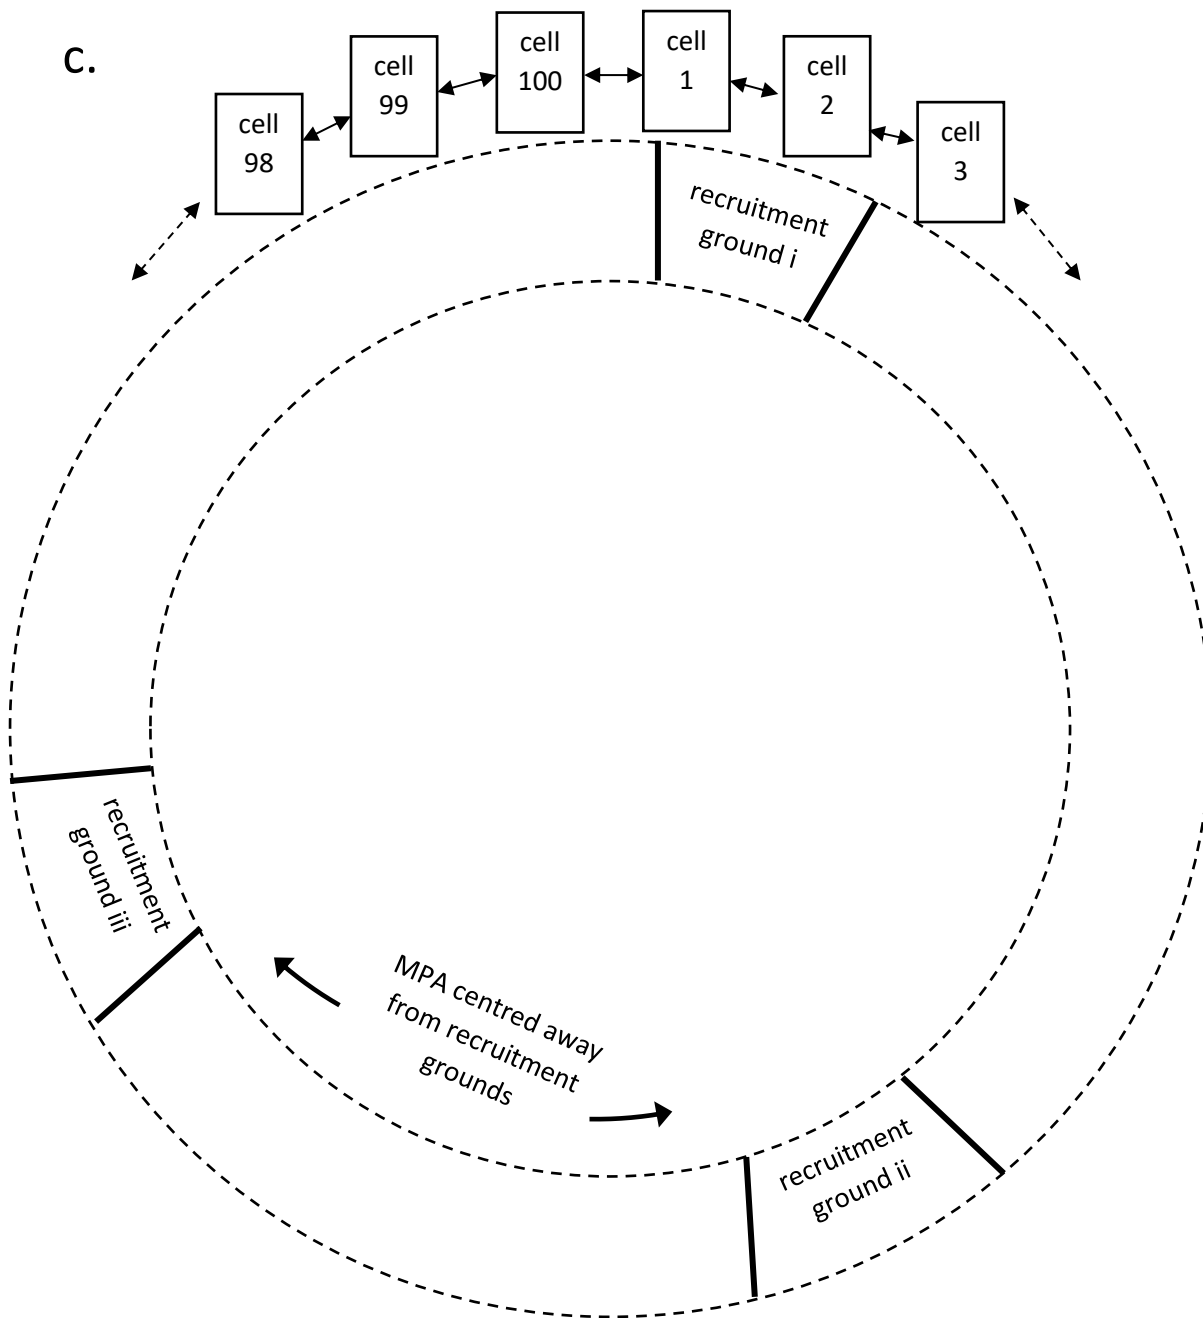 c.
cell
98
cell
99
cell
100
cell
1
cell
2
cell
3
recruitment
ground i
recruitment
ground iii
MPA centred away
from recruitment
grounds
recruitment
ground ii